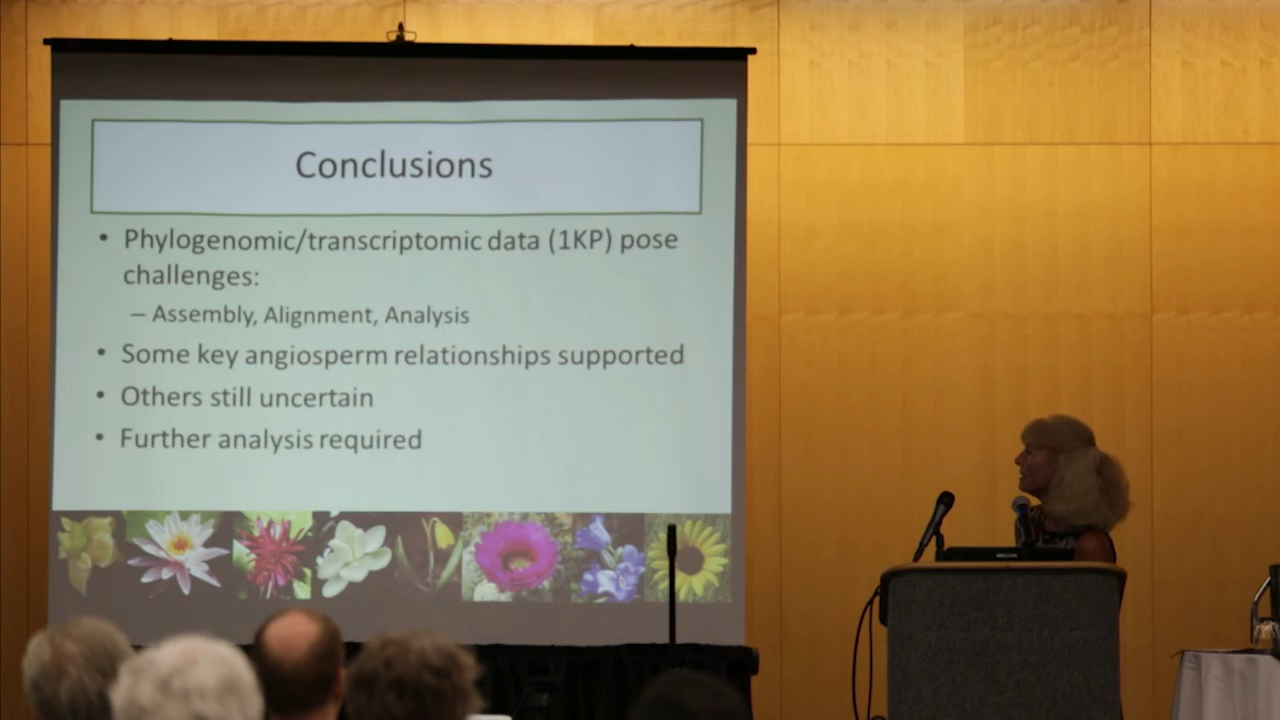 Conclusions
• Phylogenomic/transcriptomic data (1KP) pose
challenges:
– Assembly, Alignment, Analysis
• Some key angiosperm relationships supported
• Others still uncertain
• Further analysis required